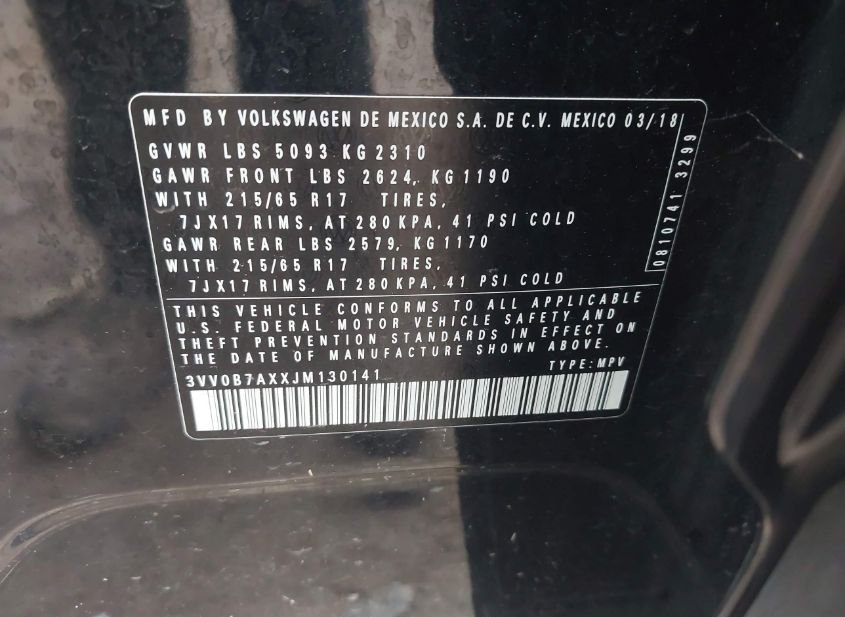 MFD BY VOLKSWAGEN DE MEXICO S.A. DE C.V. MEXICO 03/18
GVWR LBS 5093 KG 2310
GAWR FRONT LBS 2624, KG 1190
WITH 215/65 R17 TIRES,
7JX17 RIMS, AT 280 KPA, 41 PSI COLD
GAWR REAR LBS 2579, KG 1170
WITH 215/65 R17 TIRES,
7JX17 RIMS, AT 280 KPA, 41 PSI COLD
0810741 3299
THIS VEHICLE CONFORMS TO ALL APPLICABLE
U.S. FEDERAL MOTOR VEHICLE SAFETY AND
THEFT PREVENTION STANDARDS IN EFFECT ON
THE DATE OF MANUFACTURE SHOWN ABOVE.
3VV0B7AXXJM130141 TYPE:MPV